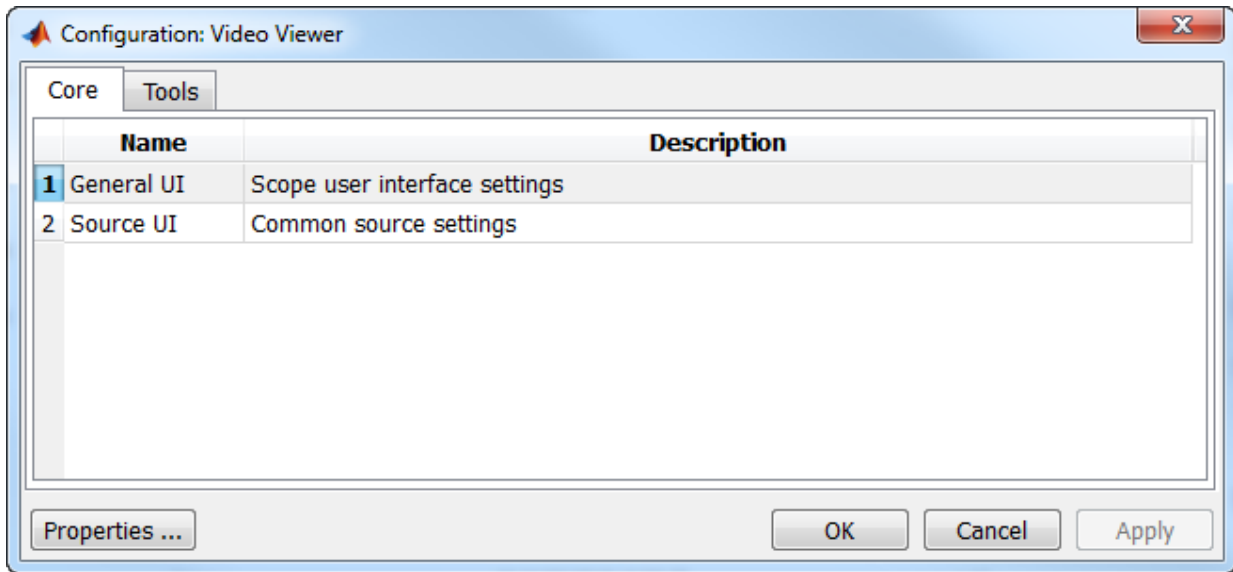 Configuration: Video Viewer
x
Core Tools
Name Description
1 General UI Scope user interface settings
2 Source UI Common source settings
Properties ... OK Cancel Apply